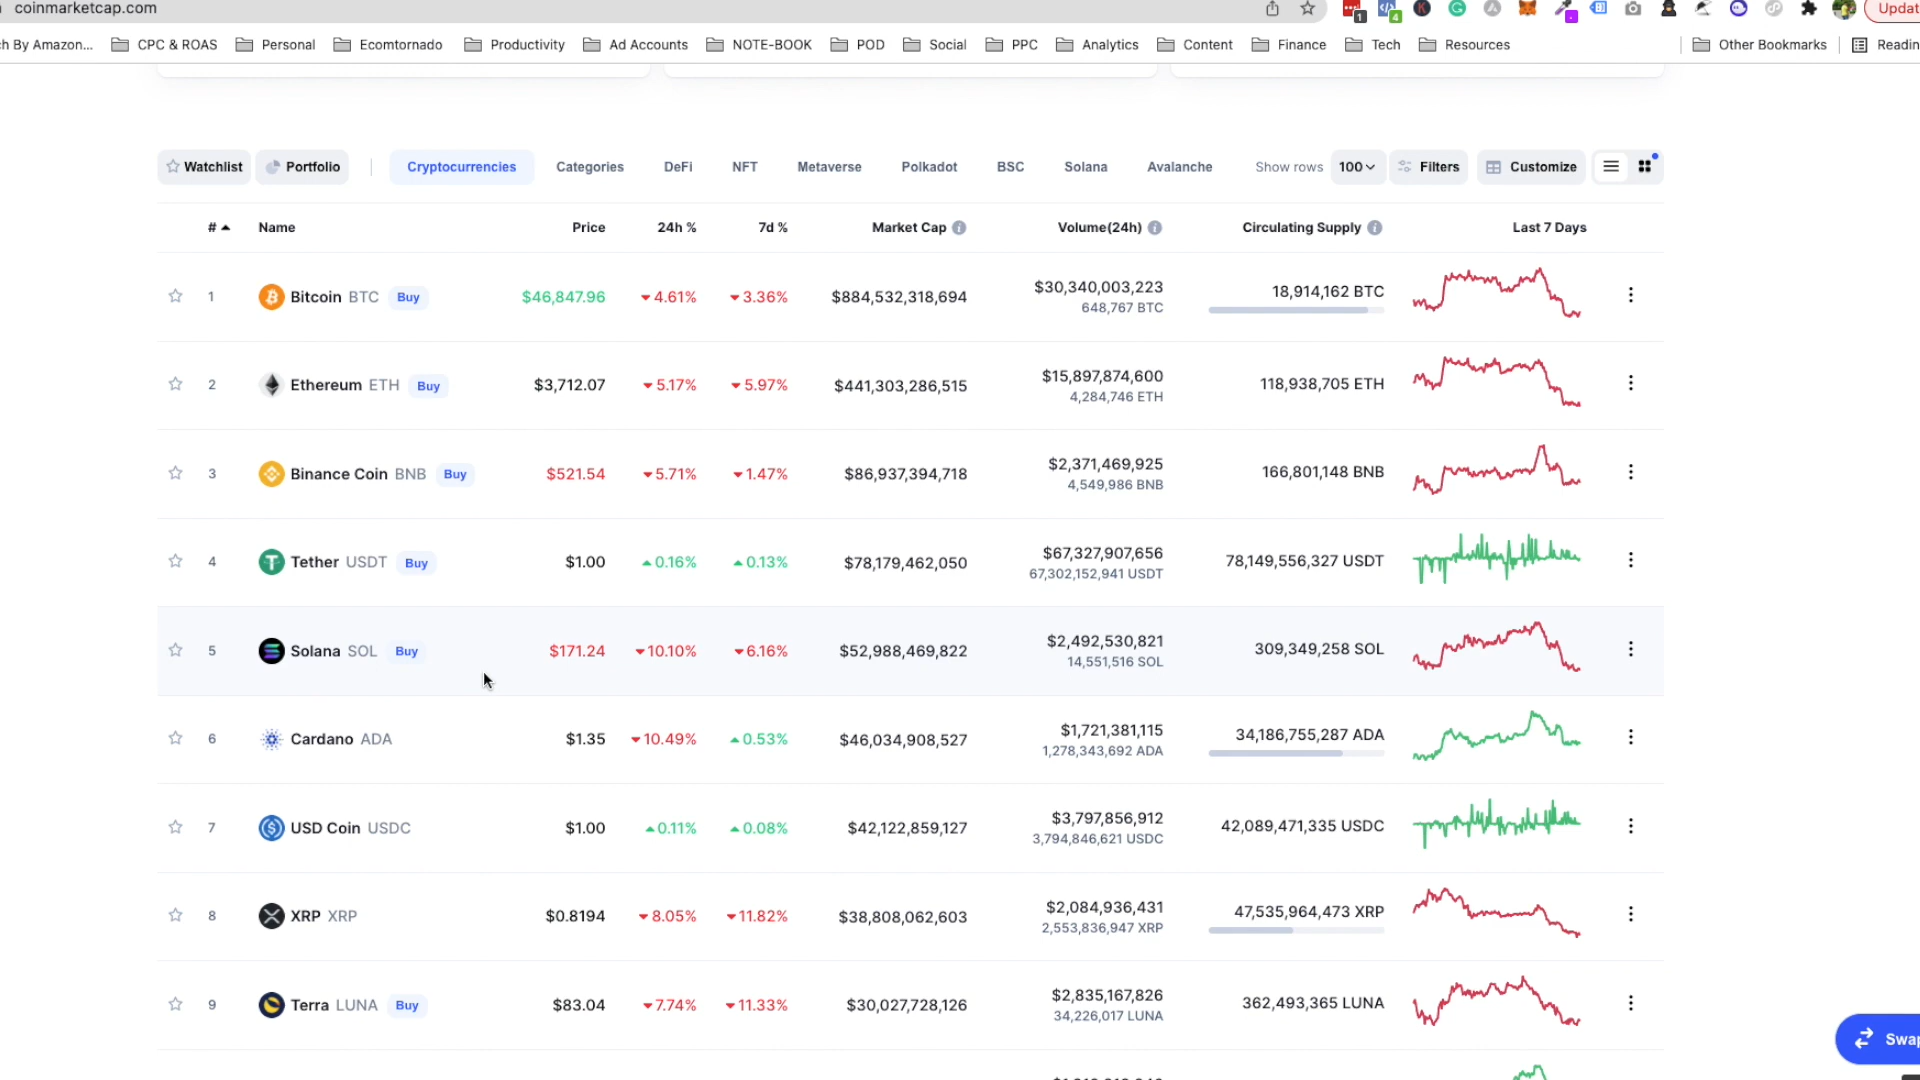 coinmarketcap.com
Updat
ch By Amazon... CPC & ROAS Personal Ecomtornado Productivity Ad Accounts NOTE-BOOK POD Social PPC Analytics Content Finance Tech Resources Other Bookmarks Readin
Watchlist Portfolio Cryptocurrencies Categories DeFi NFT Metaverse Polkadot BSC Solana Avalanche Show rows 100 Filters Customize
# Name Price 24h % 7d % Market Cap Volume(24h) Circulating Supply Last 7 Days
1 Bitcoin BTC Buy $46,847.96 4.61% 3.36% $884,532,318,694 $30,340,003,223 18,914,162 BTC
648,767 BTC
2 Ethereum ETH Buy $3,712.07 5.17% 5.97% $441,303,286,515 $15,897,874,600 118,938,705 ETH
4,284,746 ETH
3 Binance Coin BNB Buy $521.54 5.71% 1.47% $86,937,394,718 $2,371,469,925 166,801,148 BNB
4,549,986 BNB
4 Tether USDT Buy $1.00 0.16% 0.13% $78,179,462,050 $67,327,907,656 78,149,556,327 USDT
67,302,152,941 USDT
5 Solana SOL Buy $171.24 10.10% 6.16% $52,988,469,822 $2,492,530,821 309,349,258 SOL
14,551,516 SOL
6 Cardano ADA $1.35 10.49% 0.53% $46,034,908,527 $1,721,381,115 34,186,755,287 ADA
1,278,343,692 ADA
7 USD Coin USDC $1.00 0.11% 0.08% $42,122,859,127 $3,797,856,912 42,089,471,335 USDC
3,794,846,621 USDC
8 XRP XRP $0.8194 8.05% 11.82% $38,808,062,603 $2,084,936,431 47,535,964,473 XRP
2,553,836,947 XRP
9 Terra LUNA Buy $83.04 7.74% 11.33% $30,027,728,126 $2,835,167,826 362,493,365 LUNA
34,226,017 LUNA
Swap